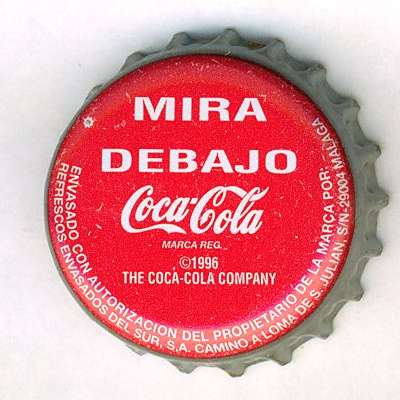 MIRA
DEBAJO
Coca-Cola
MARCA REG.
©1996
THE COCA-COLA COMPANY
ENVASADO CON AUTORIZACION DEL PROPIETARIO DE LA MARCA POR:
REFRESCOS ENVASADOS DEL SUR, S.A. CAMINO A LOMA DE S. JULIAN, S/N-29004 MALAGA